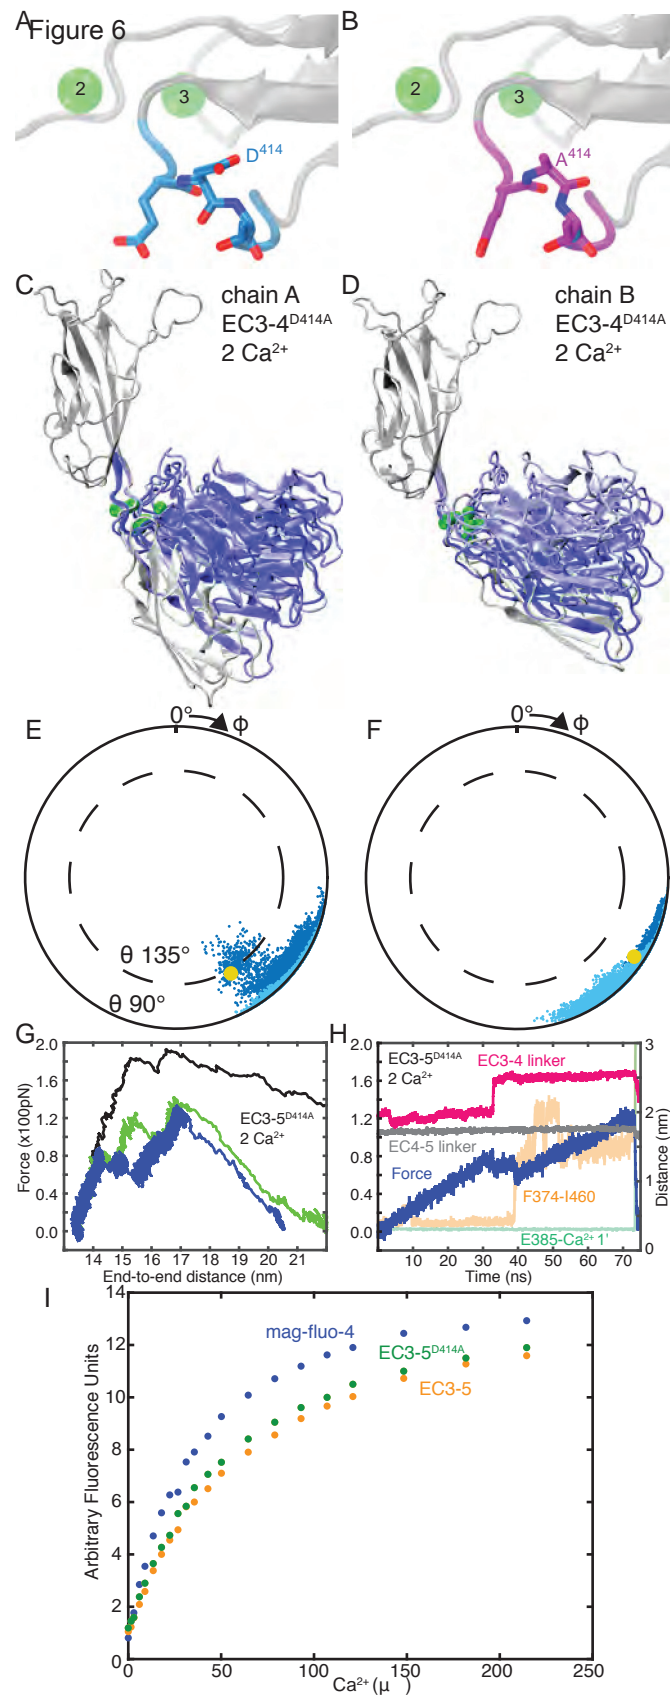 A Figure 6
B
2
3
D414
2
3
A414
C
chain A
EC3-4D414A
2 Ca2+
D
chain B
EC3-4D414A
2 Ca2+
E
0°
ϕ
θ 135°
θ 90°
F
0°
ϕ
G
2.0
1.6
1.2
0.8
0.4
0.0
Force (x100pN)
EC3-5D414A
2 Ca2+
14 15 16 17 18 19 20 21
End-to-end distance (nm)
H
2.0
1.6
1.2
0.8
0.4
0.0
EC3-5D414A
2 Ca2+
EC3-4 linker
EC4-5 linker
Force
F374-I460
E385-Ca2+ 1'
3
2
1
0
Distance (nm)
10 20 30 40 50 60 70
Time (ns)
I
14
12
10
8
6
4
2
0
Arbitrary Fluorescence Units
mag-fluo-4
EC3-5D414A
EC3-5
0 50 100 150 200 250
Ca2+ (μ )